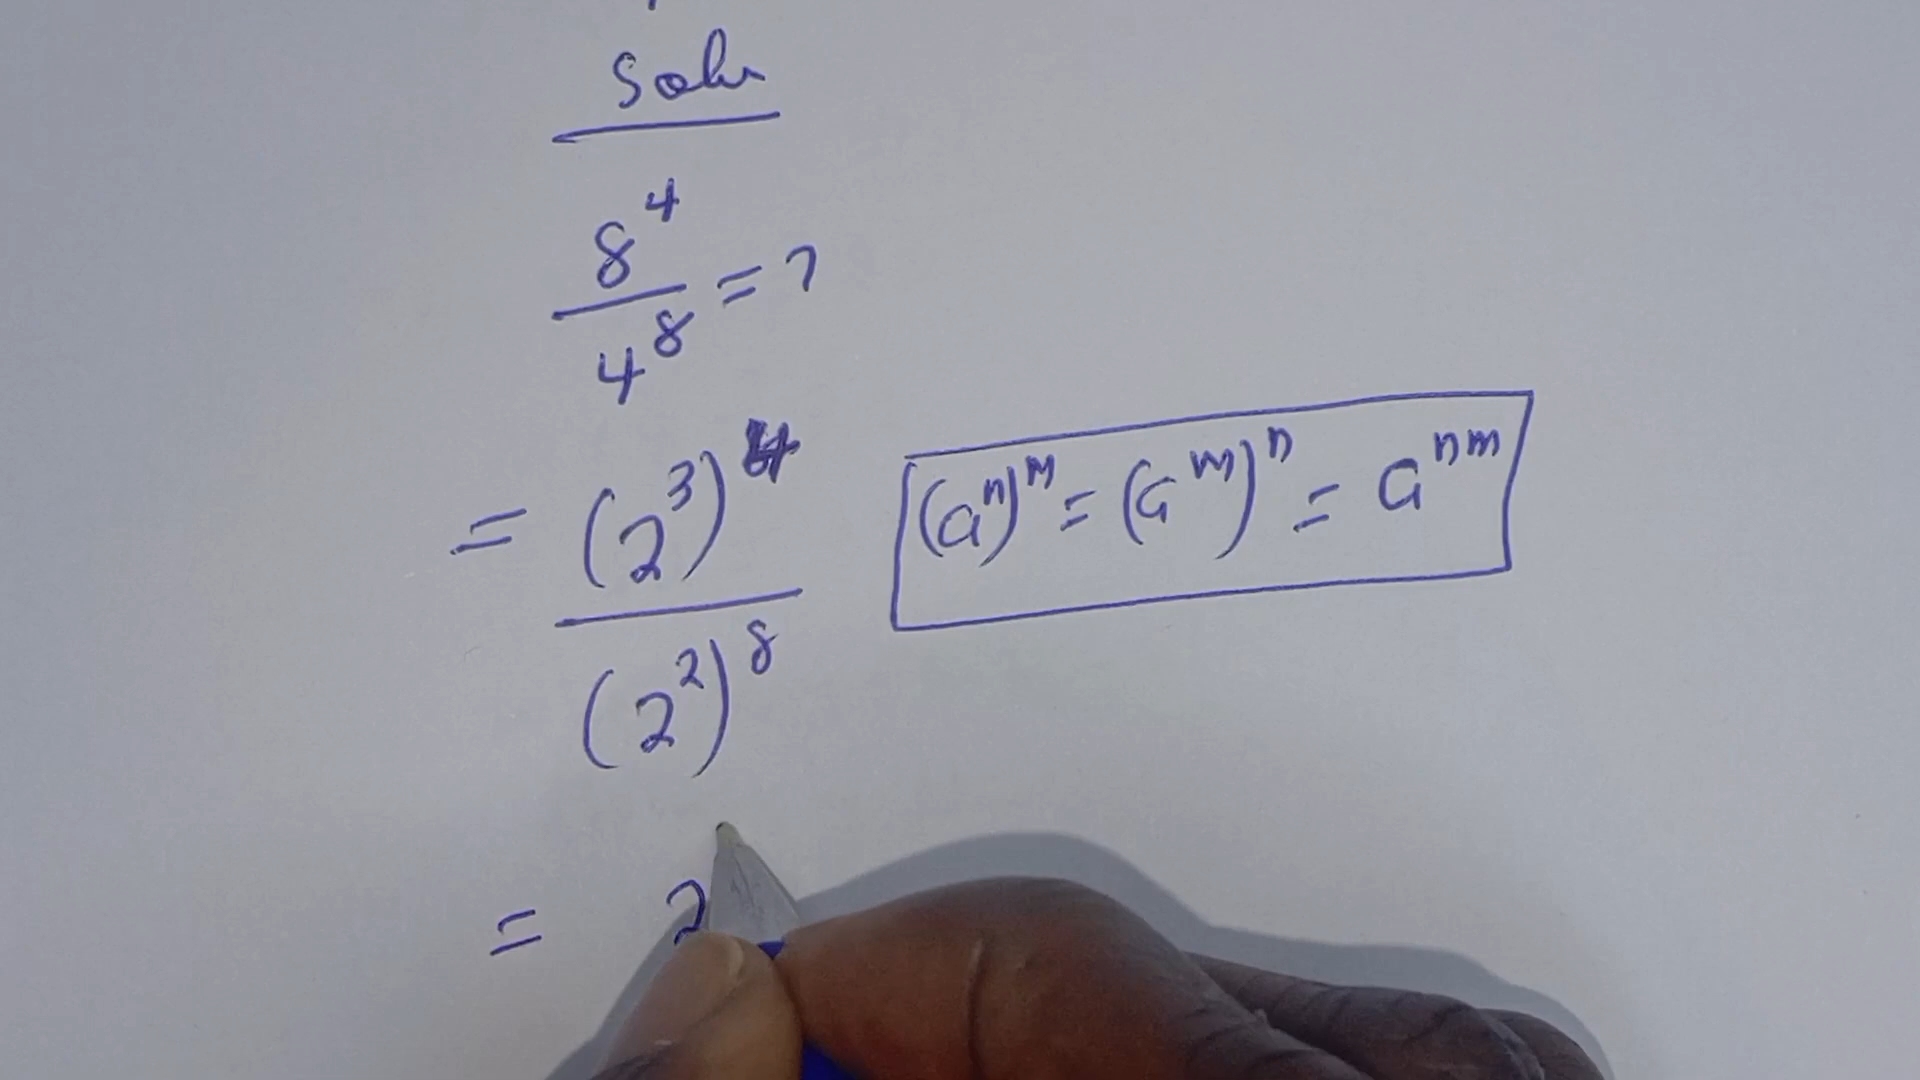 Soln
8^4
/ 4^8 = ?
= (2^3)^4
/ (2^2)^8
(a^n)^m = (a^m)^n = a^nm
= 2